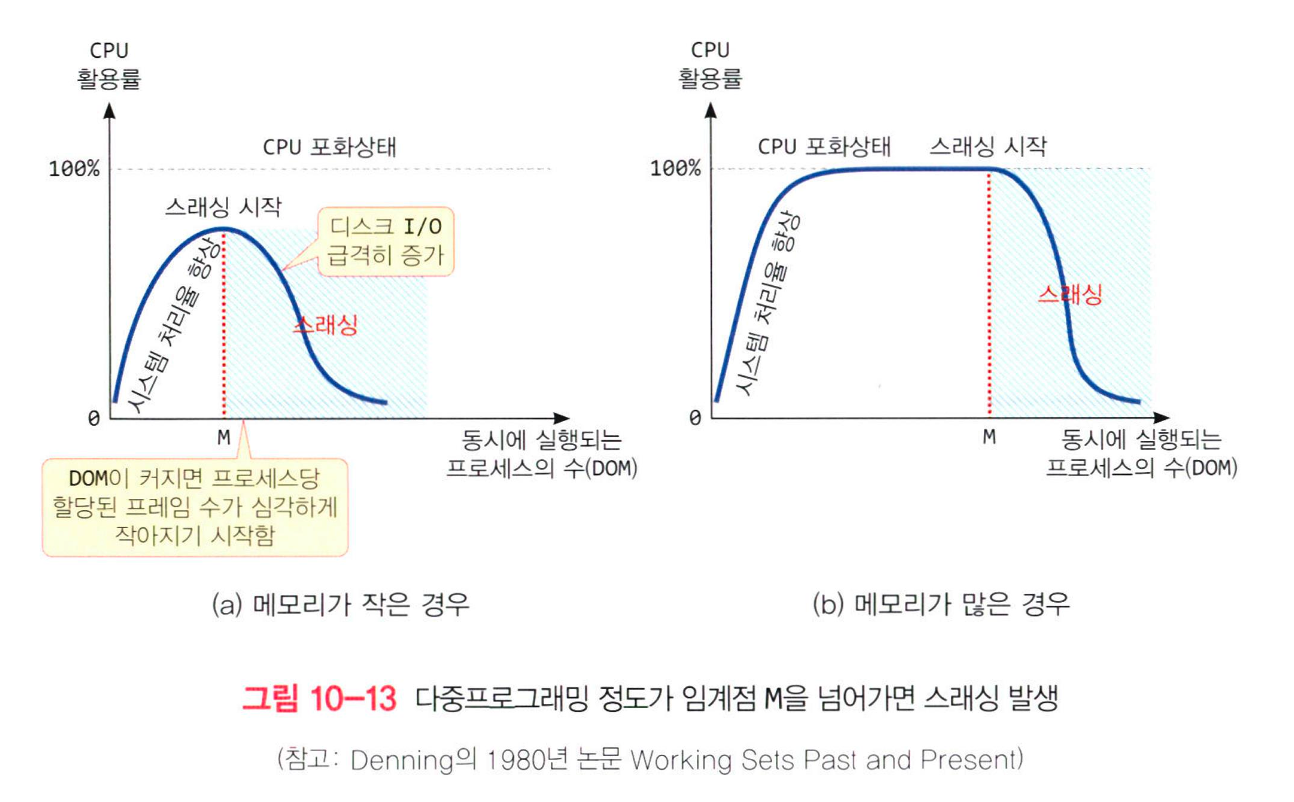 CPU
활용률
100%
CPU 포화상태
스래싱 시작
디스크 I/O
급격히 증가
시스템 처리율 향상
스래싱
0
M
동시에 실행되는
프로세스의 수(DOM)
DOM이 커지면 프로세스당
할당된 프레임 수가 심각하게
작아지기 시작함
(a) 메모리가 작은 경우
CPU
활용률
100%
CPU 포화상태
스래싱 시작
시스템 처리율 향상
스래싱
0
M
동시에 실행되는
프로세스의 수(DOM)
(b) 메모리가 많은 경우
그림 10-13 다중프로그래밍 정도가 임계점 M을 넘어가면 스래싱 발생
(참고: Denning의 1980년 논문 Working Sets Past and Present)